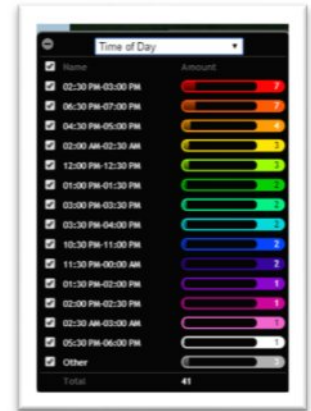 Time of Day
Name Amount
02:30 PM-03:00 PM 7
06:30 PM-07:00 PM 7
04:30 PM-05:00 PM 4
02:00 AM-02:30 AM 3
12:00 PM-12:30 PM 3
01:00 PM-01:30 PM 2
03:00 PM-03:30 PM 2
03:30 PM-04:00 PM 2
10:30 PM-11:00 PM 2
11:30 PM-00:00 AM 2
01:30 PM-02:00 PM 1
02:00 PM-02:30 PM 1
02:30 AM-03:00 AM 1
05:30 PM-06:00 PM 1
Other 3
Total 41